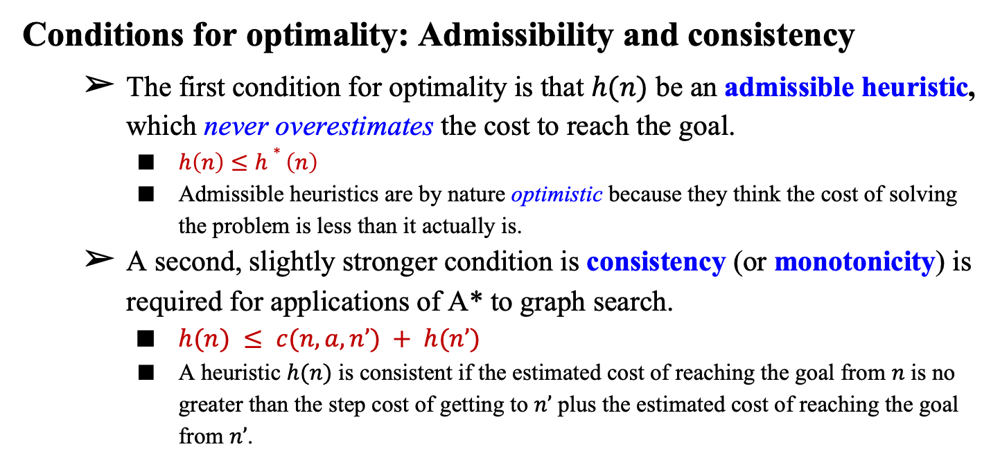 Conditions for optimality: Admissibility and consistency
➢ The first condition for optimality is that h(n) be an admissible heuristic,
which never overestimates the cost to reach the goal.
■ h(n) ≤ h*(n)
■ Admissible heuristics are by nature optimistic because they think the cost of solving
the problem is less than it actually is.
➢ A second, slightly stronger condition is consistency (or monotonicity) is
required for applications of A* to graph search.
■ h(n) ≤ c(n, a, n’) + h(n’)
■ A heuristic h(n) is consistent if the estimated cost of reaching the goal from n is no
greater than the step cost of getting to n’ plus the estimated cost of reaching the goal
from n’.